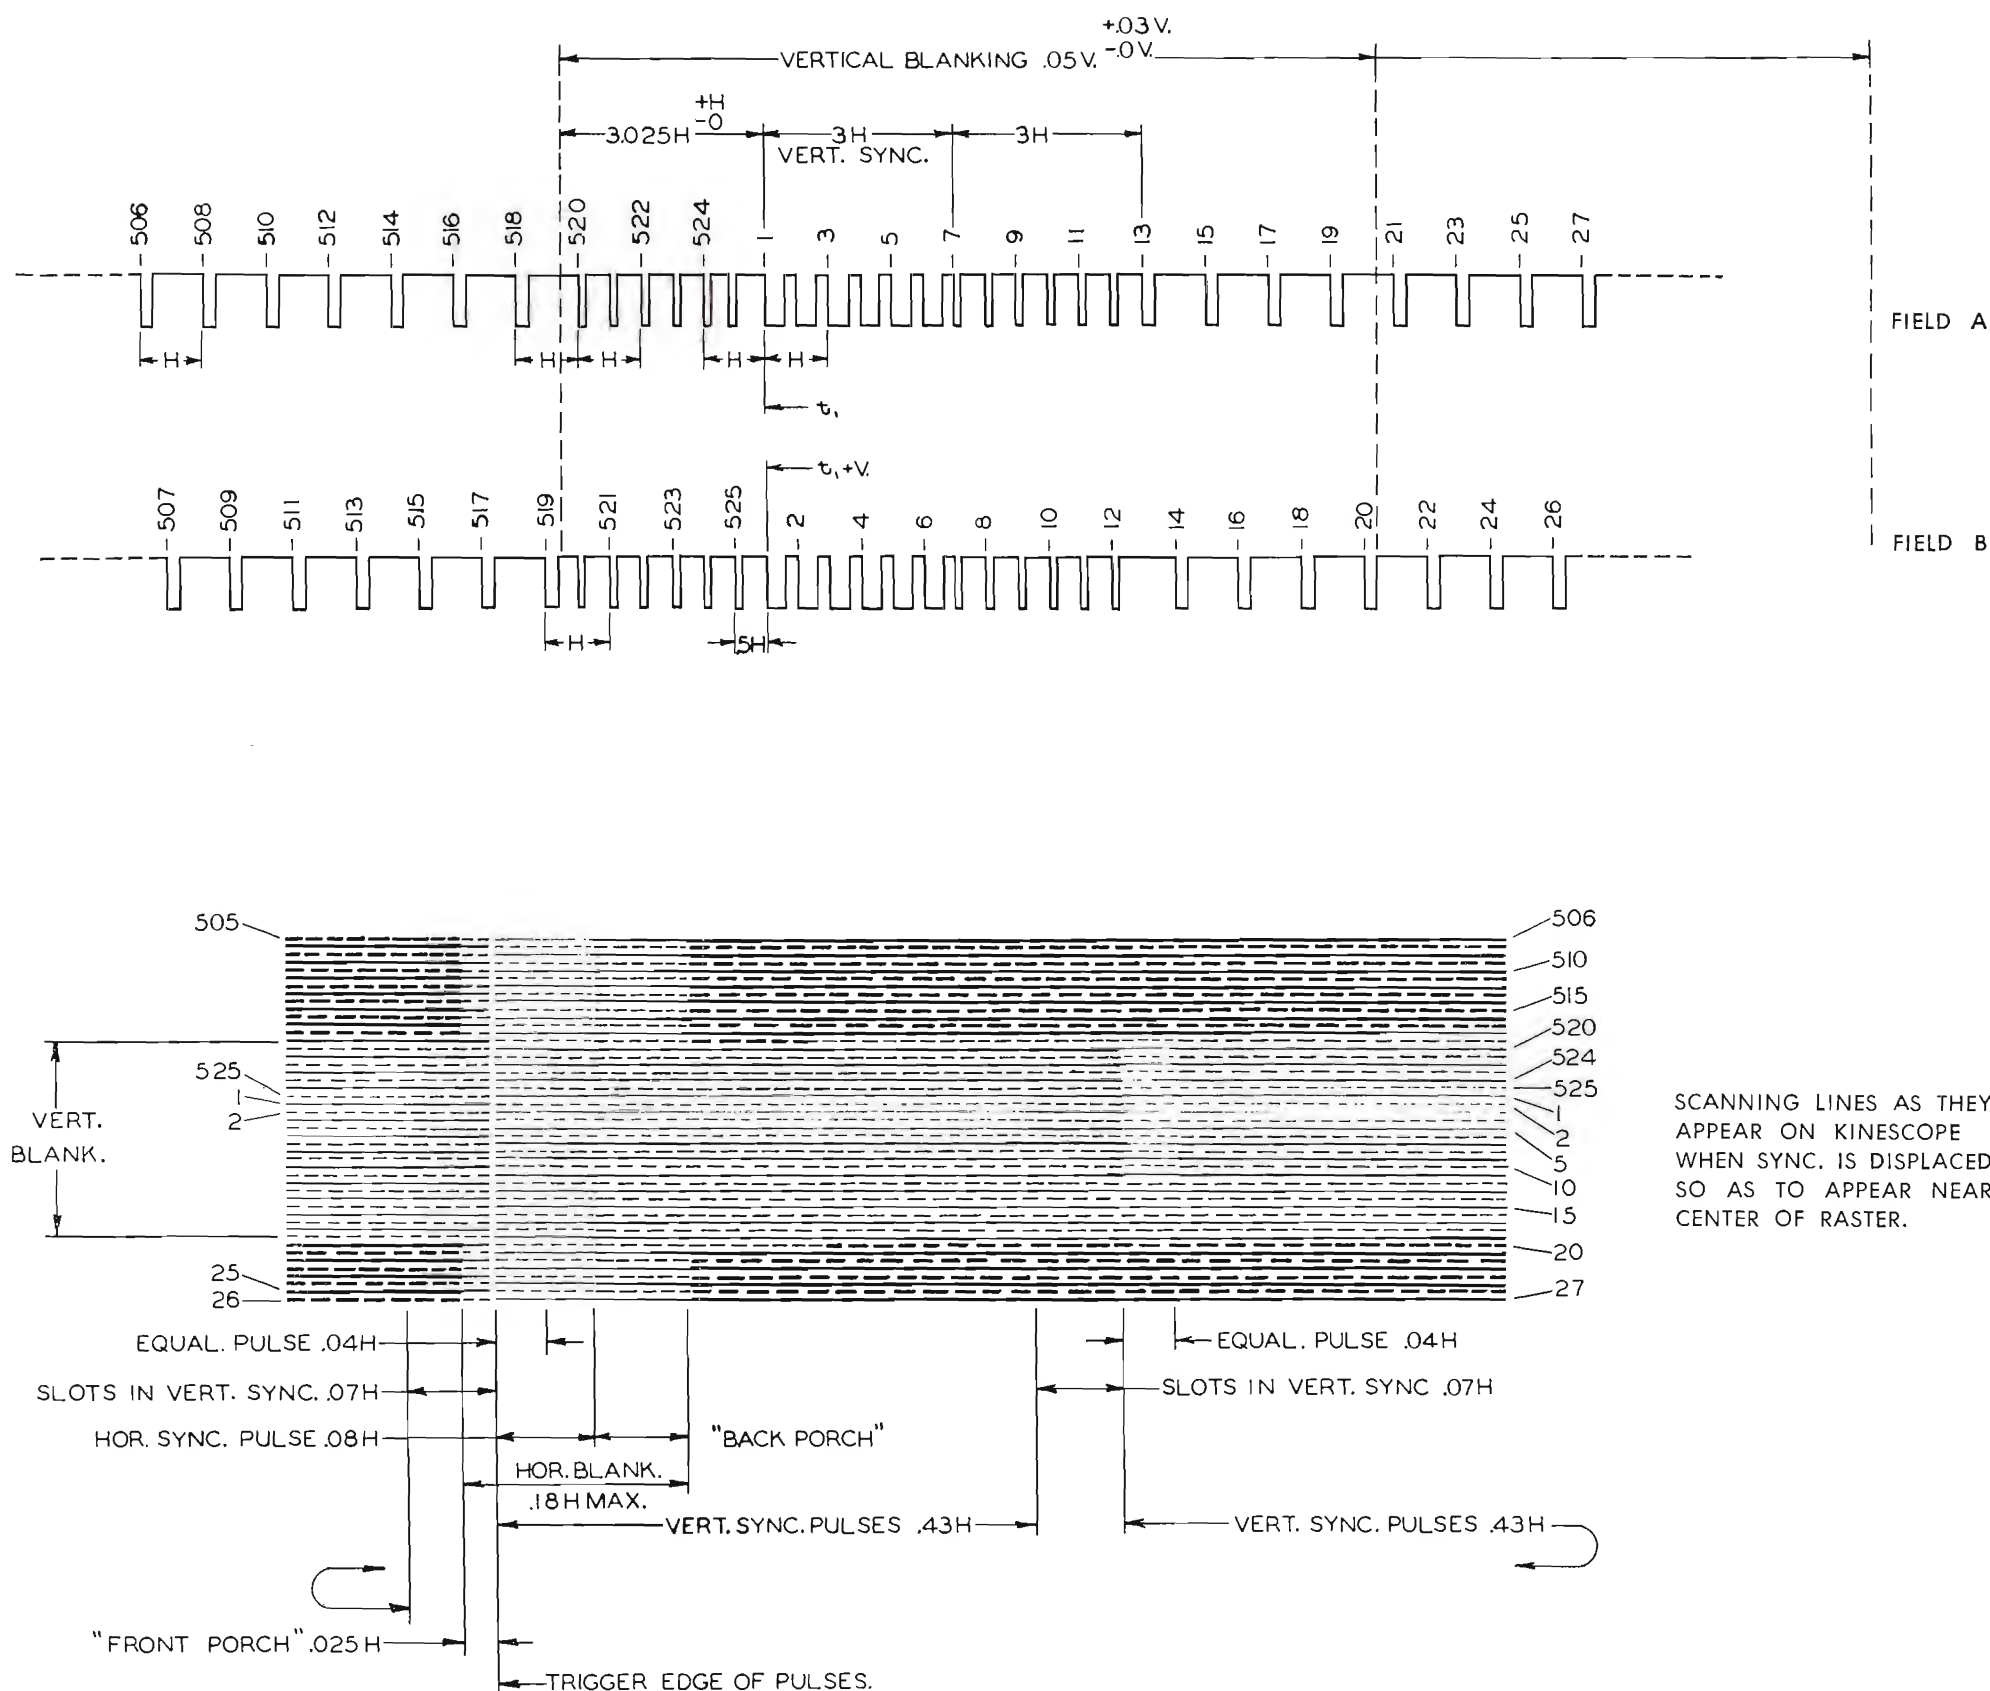 +.03V.
VERTICAL BLANKING .05V. -.0V.
+H
3.025H -0
3H
3H
VERT. SYNC.
506 508 510 512 514 516 518 520 522 524 1 3 5 7 9 11 13 15 17 19 21 23 25 27
FIELD A
H H H H H
t₁
t₁+V.
507 509 511 513 515 517 519 521 523 525 2 4 6 8 10 12 14 16 18 20 22 24 26
FIELD B
H .5H
505
506
510
515
520
525
524
525
1
1
2
2
VERT.
BLANK.
5
10
15
20
25
26
27
SCANNING LINES AS THEY
APPEAR ON KINESCOPE
WHEN SYNC. IS DISPLACED
SO AS TO APPEAR NEAR
CENTER OF RASTER.
EQUAL. PULSE .04H
EQUAL. PULSE .04H
SLOTS IN VERT. SYNC. .07H
SLOTS IN VERT. SYNC .07H
HOR. SYNC. PULSE .08H
"BACK PORCH"
HOR. BLANK.
.18H MAX.
VERT. SYNC. PULSES .43H
VERT. SYNC. PULSES .43H
"FRONT PORCH" .025H
TRIGGER EDGE OF PULSES.